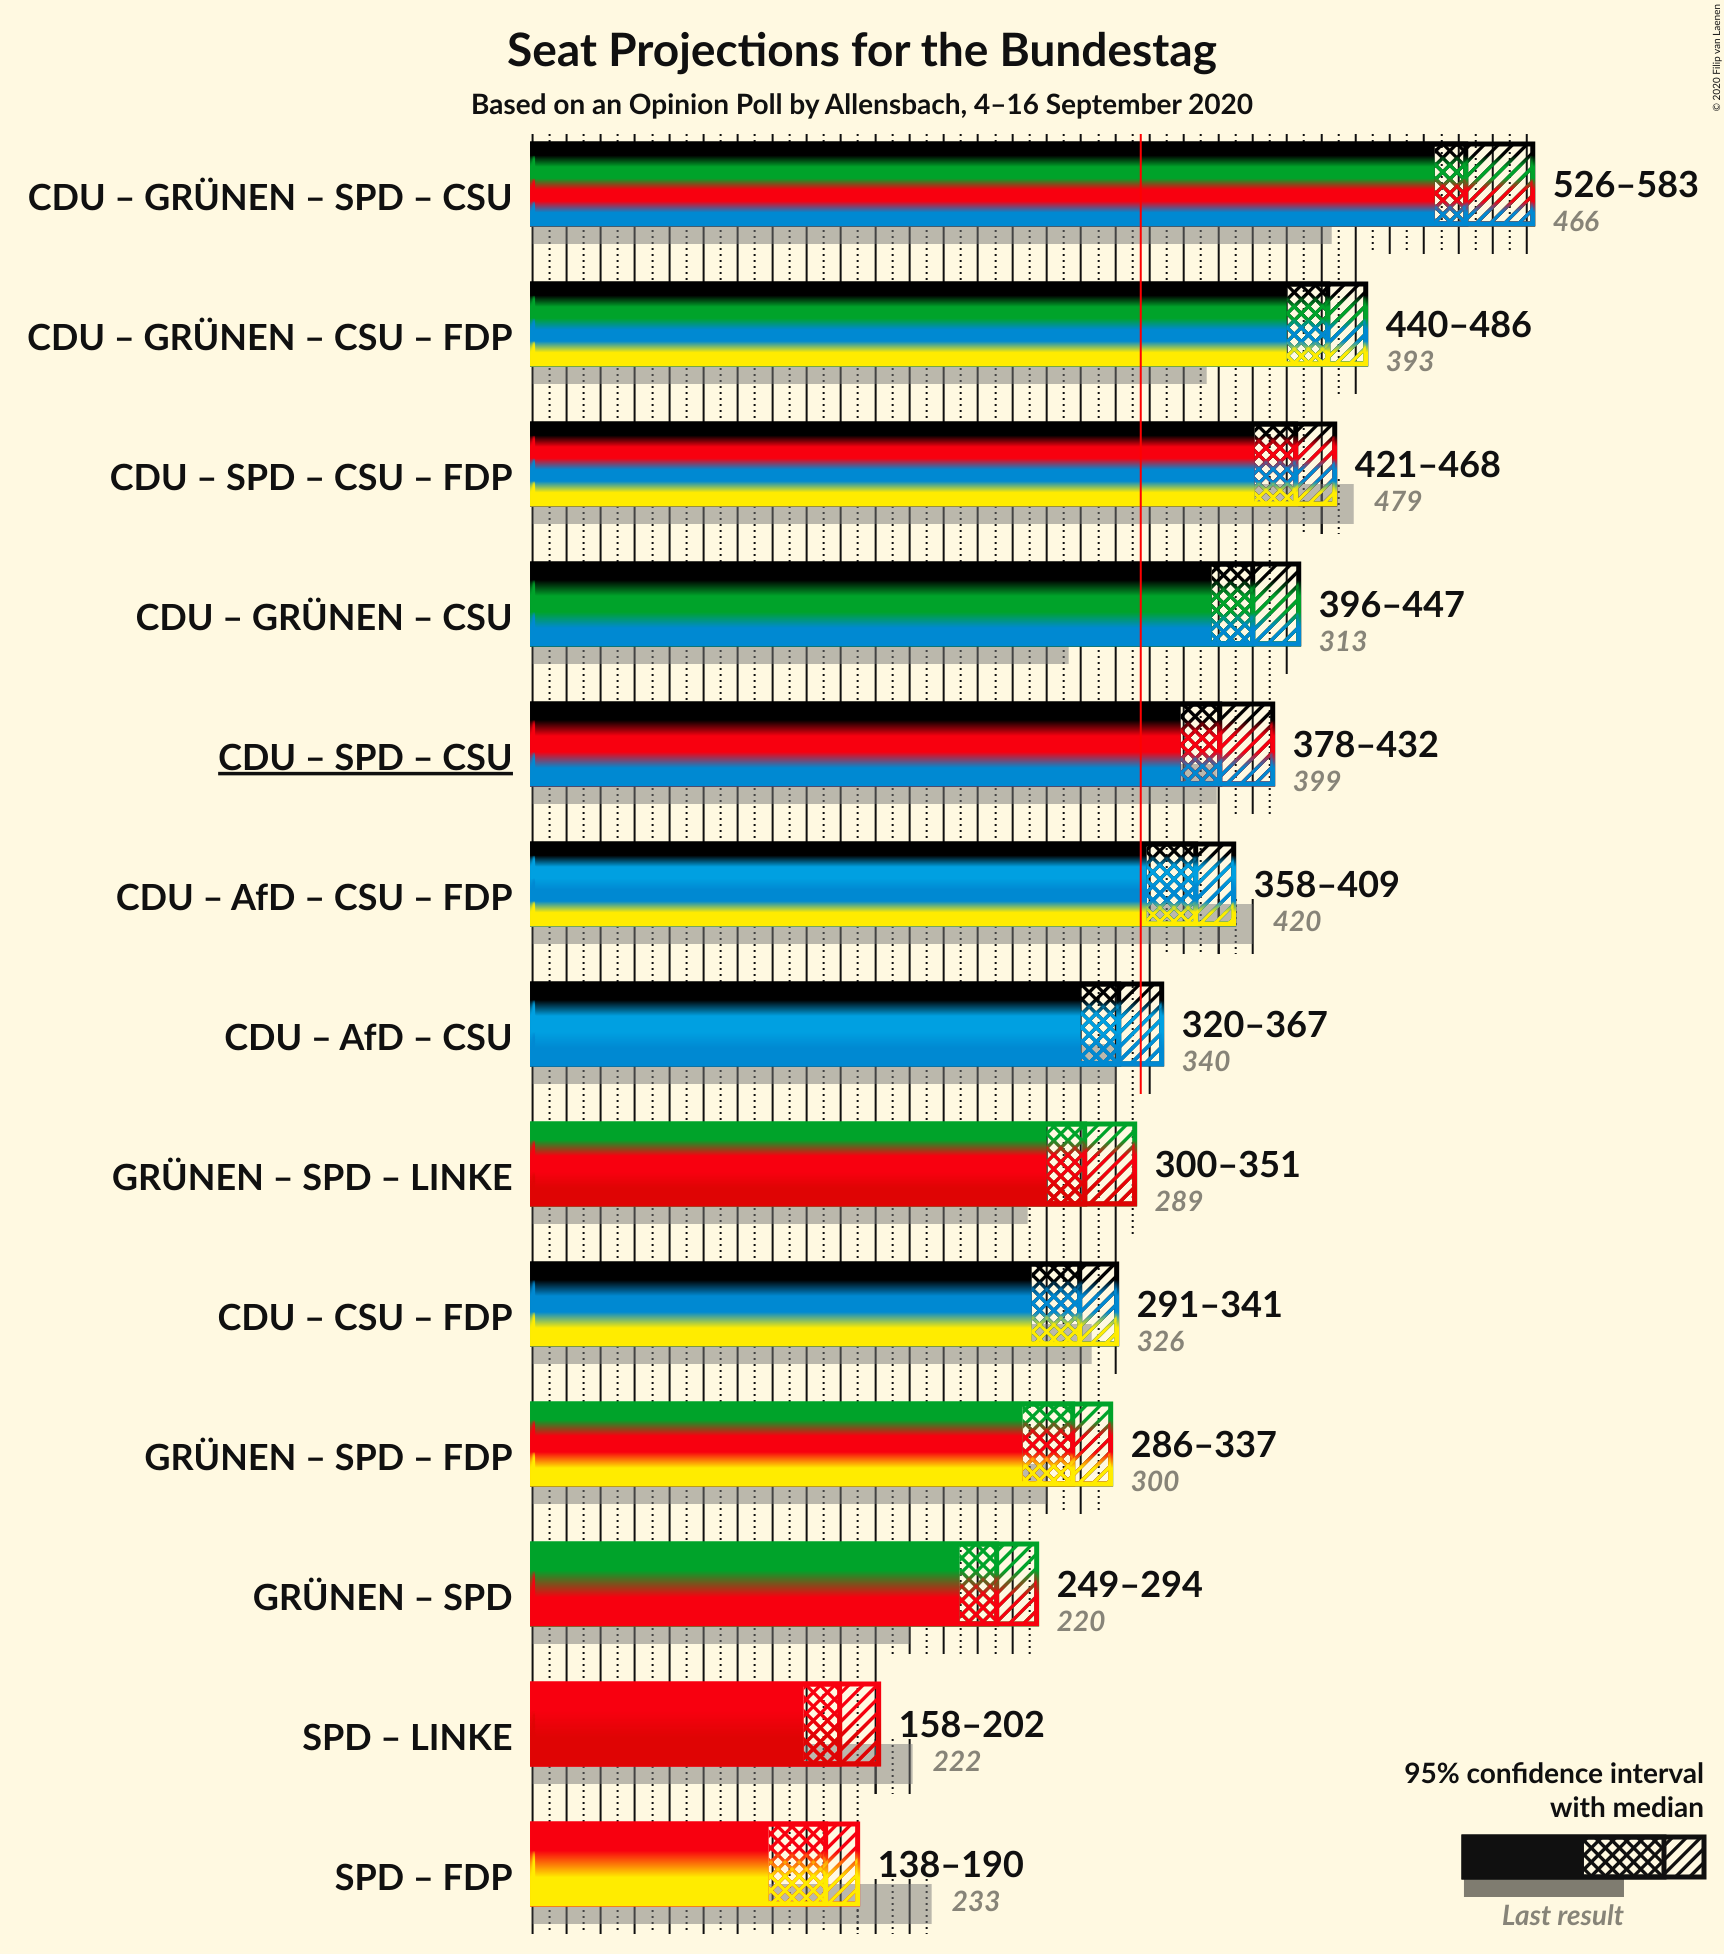 Seat Projections for the Bundestag
Based on an Opinion Poll by Allensbach, 4–16 September 2020
© 2020 Filip van Laenen
CDU – GRÜNEN – SPD – CSU
526–583
466
CDU – GRÜNEN – CSU – FDP
440–486
393
CDU – SPD – CSU – FDP
421–468
479
CDU – GRÜNEN – CSU
396–447
313
CDU – SPD – CSU
378–432
399
CDU – AfD – CSU – FDP
358–409
420
CDU – AfD – CSU
320–367
340
GRÜNEN – SPD – LINKE
300–351
289
CDU – CSU – FDP
291–341
326
GRÜNEN – SPD – FDP
286–337
300
GRÜNEN – SPD
249–294
220
SPD – LINKE
158–202
222
SPD – FDP
138–190
233
95% confidence interval
with median
Last result